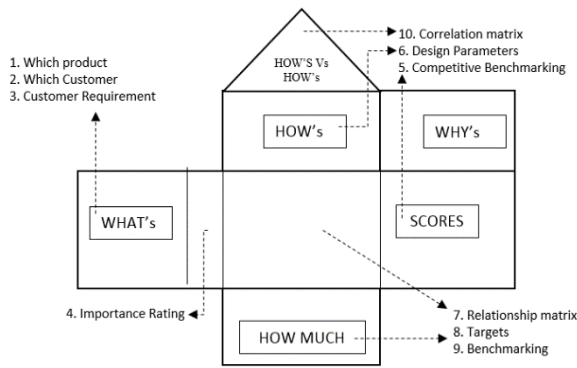 10. Correlation matrix
6. Design Parameters
5. Competitive Benchmarking
1. Which product
2. Which Customer
3. Customer Requirement
HOW'S Vs
HOW's
HOW's
WHY's
WHAT's
SCORES
4. Importance Rating
7. Relationship matrix
8. Targets
9. Benchmarking
HOW MUCH